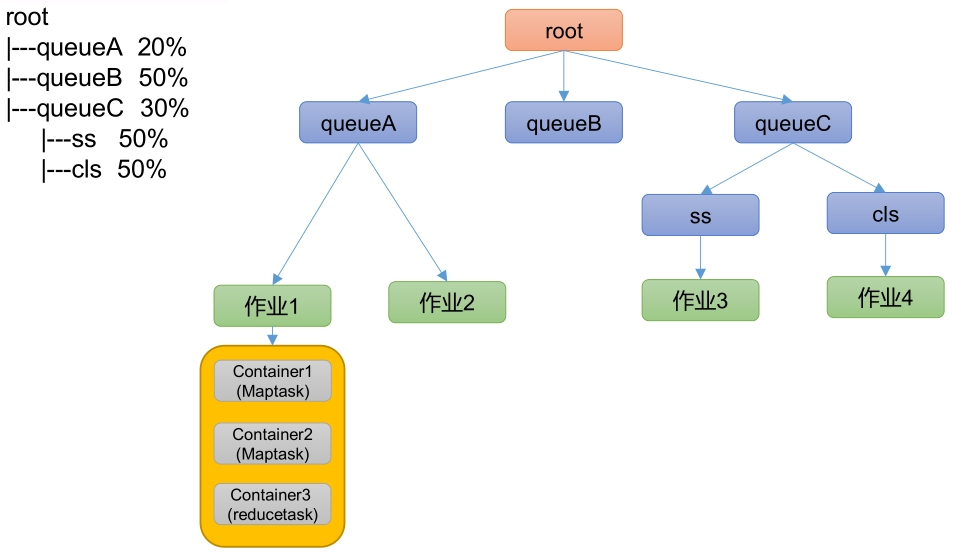 root
|---queueA 20%
|---queueB 50%
|---queueC 30%
|---ss 50%
|---cls 50%
root
queueA
queueB
queueC
ss
cls
作业1
作业2
作业3
作业4
Container1
(Maptask)
Container2
(Maptask)
Container3
(reducetask)